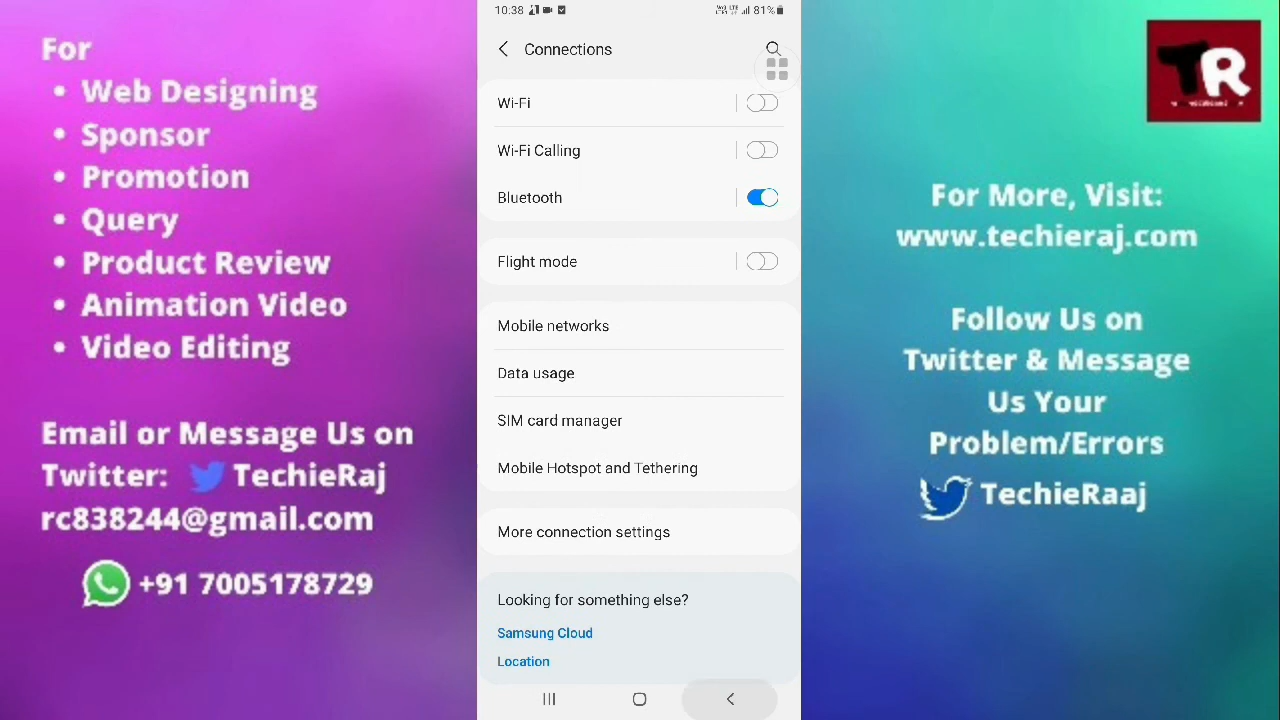 For
• Web Designing
• Sponsor
• Promotion
• Query
• Product Review
• Animation Video
• Video Editing
Email or Message Us on
Twitter: TechieRaj
rc838244@gmail.com
+91 7005178729
10:38
81%
Connections
Wi-Fi
Wi-Fi Calling
Bluetooth
Flight mode
Mobile networks
Data usage
SIM card manager
Mobile Hotspot and Tethering
More connection settings
Looking for something else?
Samsung Cloud
Location
TR
For More, Visit:
www.techieraj.com
Follow Us on
Twitter & Message
Us Your
Problem/Errors
TechieRaaj